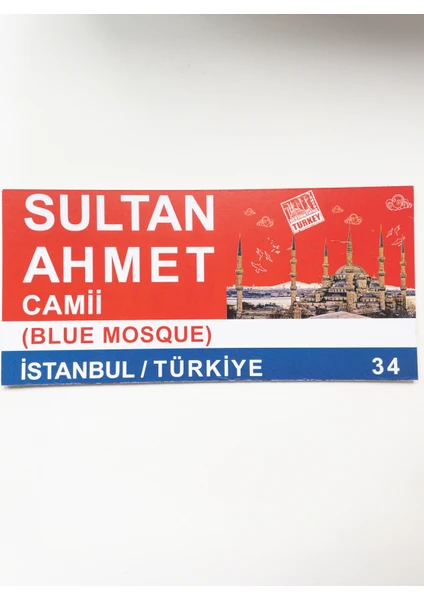 SULTAN
AHMET
CAMİİ
(BLUE MOSQUE)
İSTANBUL / TÜRKİYE 34
TURKEY